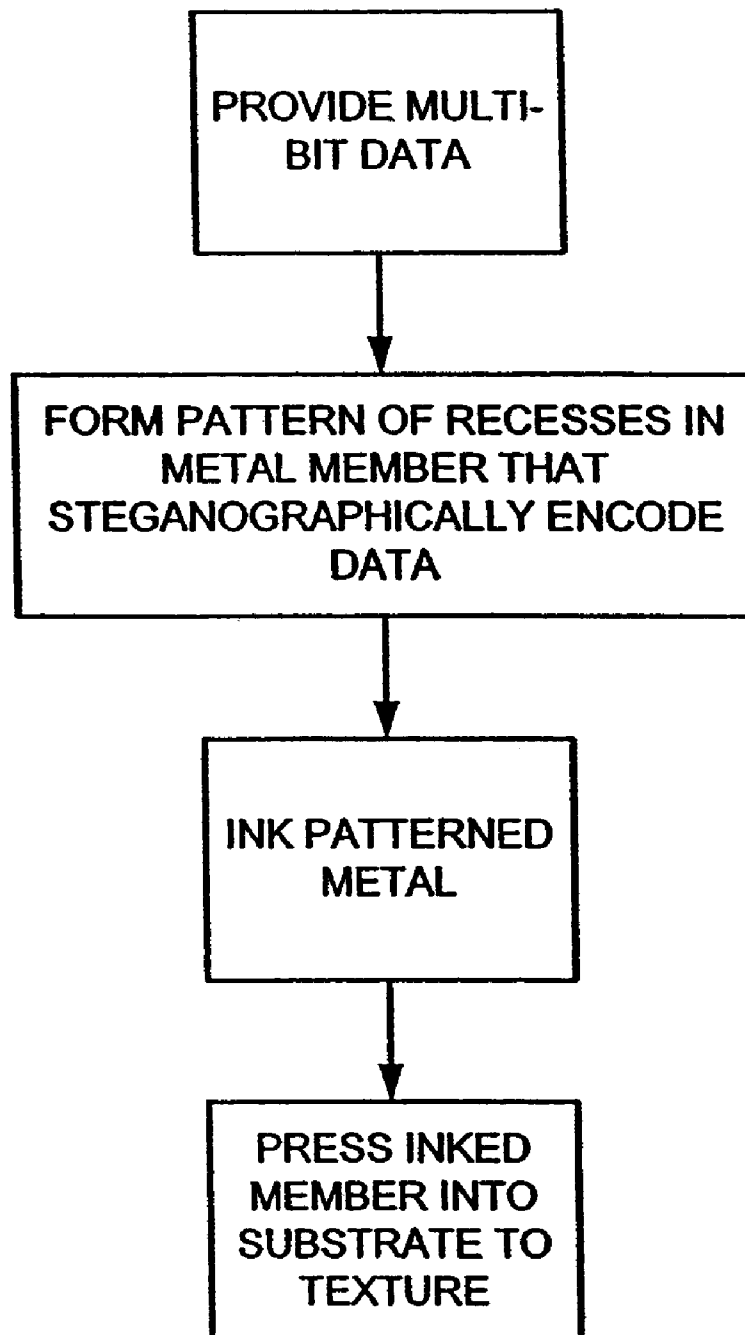 PROVIDE MULTI-
BIT DATA
FORM PATTERN OF RECESSES IN
METAL MEMBER THAT
STEGANOGRAPHICALLY ENCODE
DATA
INK PATTERNED
METAL
PRESS INKED
MEMBER INTO
SUBSTRATE TO
TEXTURE